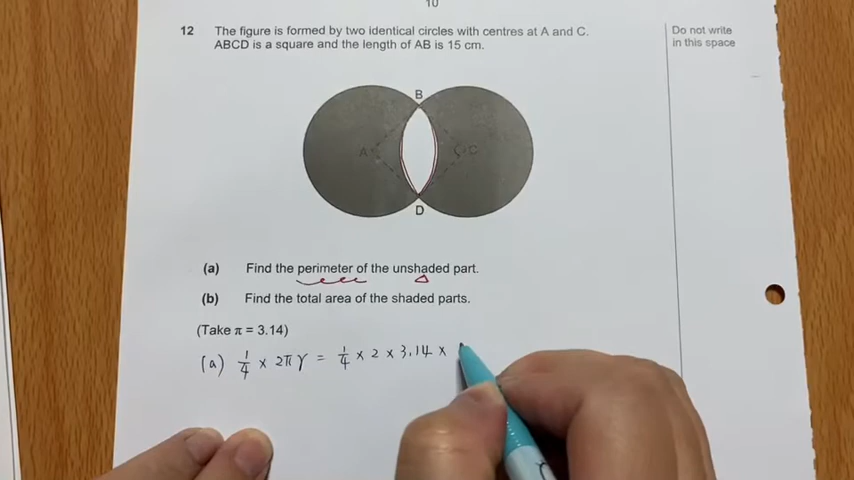 10
12 The figure is formed by two identical circles with centres at A and C.
ABCD is a square and the length of AB is 15 cm.
Do not write
in this space
B
A
C
D
(a) Find the perimeter of the unshaded part.
(b) Find the total area of the shaded parts.
(Take π = 3.14)
(a) 1/4 × 2πr = 1/4 × 2 × 3.14 ×